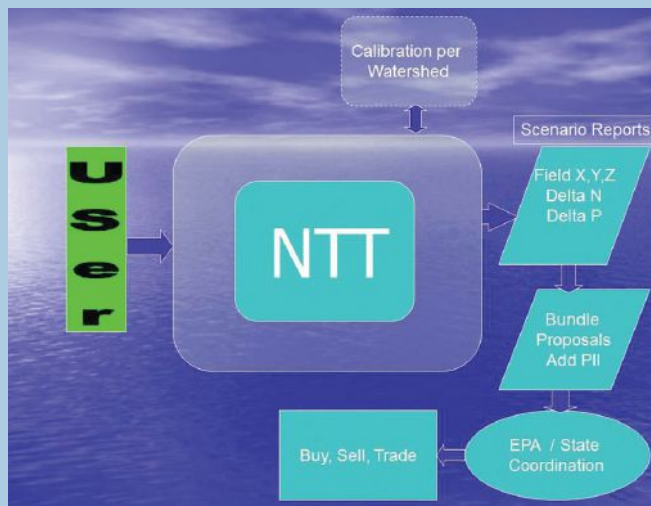 Calibration per
Watershed
Scenario Reports
User
NTT
Field X,Y,Z
Delta N
Delta P
Bundle
Proposals
Add PII
EPA / State
Coordination
Buy, Sell, Trade